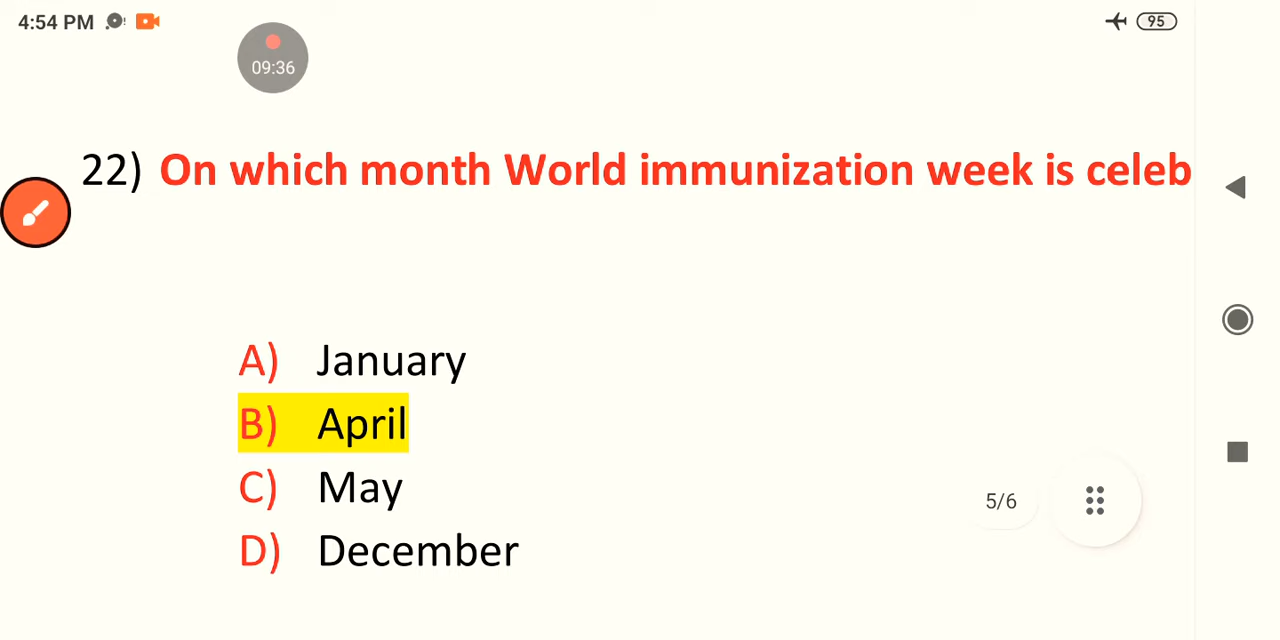 4:54 PM
95
09:36
22) On which month World immunization week is celeb
A) January
B) April
C) May
5/6
D) December